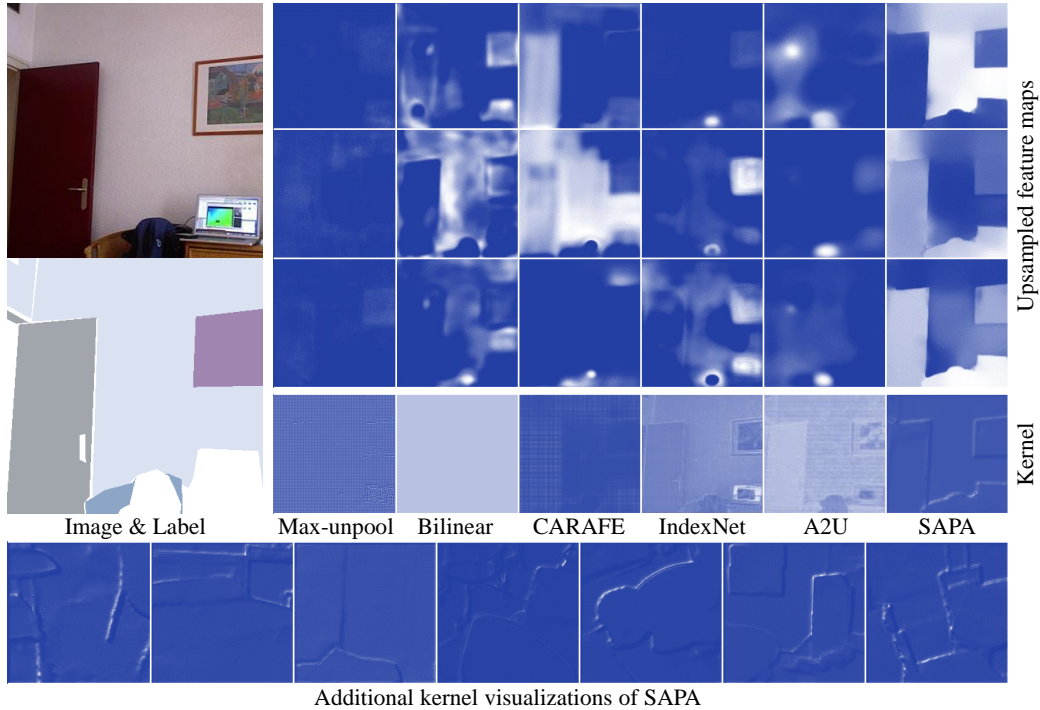 Upsampled feature maps
Kernel
Image & Label
Max-unpool
Bilinear
CARAFE
IndexNet
A2U
SAPA
Additional kernel visualizations of SAPA